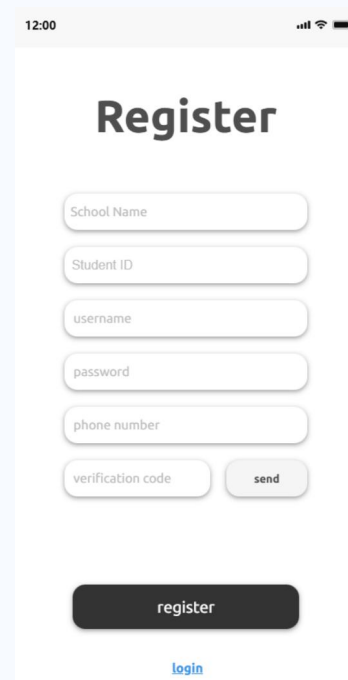 12:00
Register
School Name
Student ID
username
password
phone number
verification code send
register
login